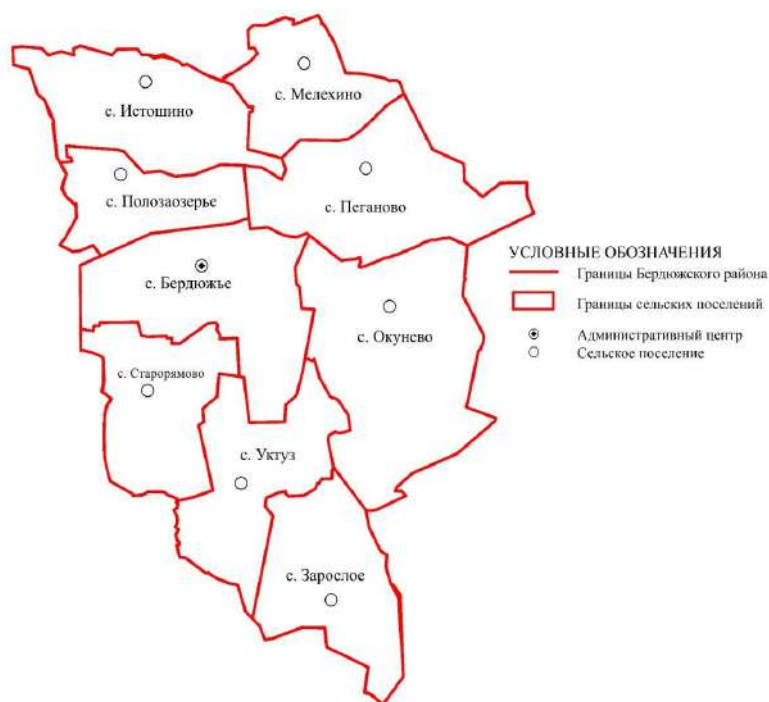 с. Мелехино
с. Истошино
с. Полозаозерье
с. Пеганово
УСЛОВНЫЕ ОБОЗНАЧЕНИЯ
Границы Бердюжского района
с. Бердюжье
Границы сельских поселений
с. Окунево
Административный центр
Сельское поселение
с. Старорямово
с. Уктуз
с. Зарослое